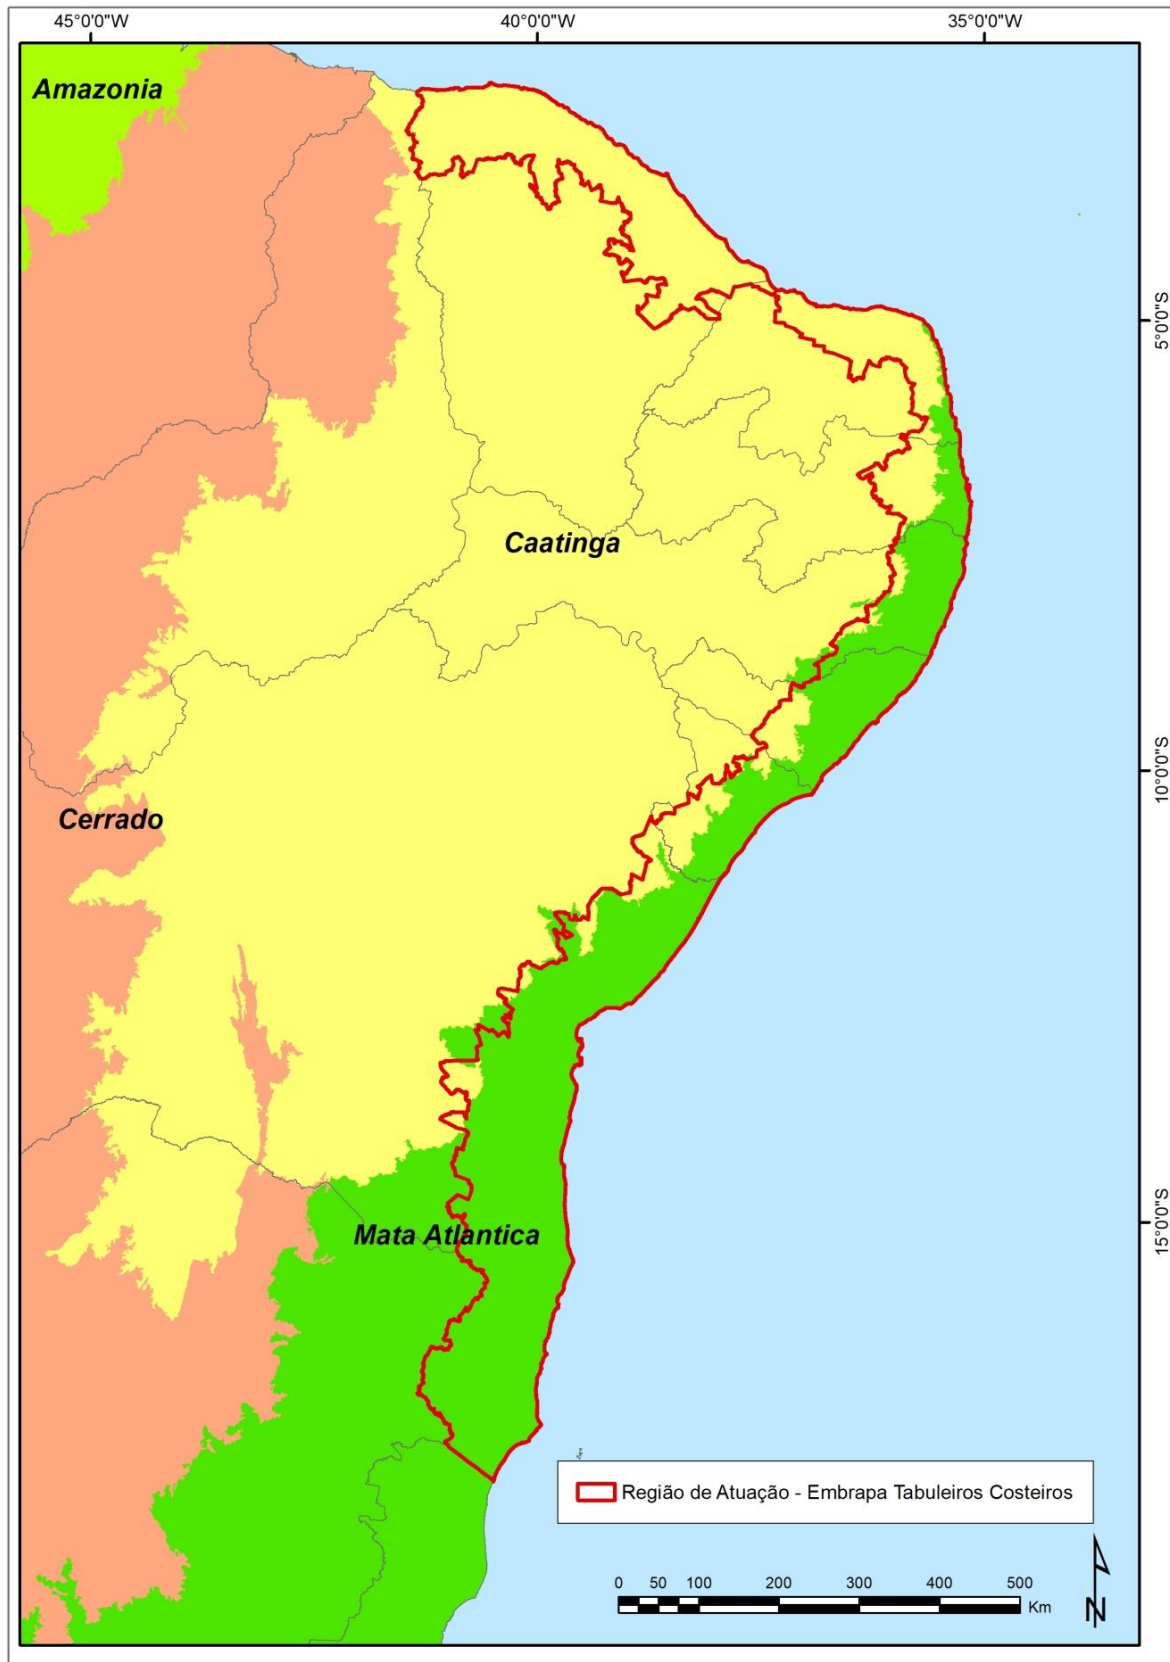 45°0'0"W 40°0'0"W 35°0'0"W
Amazonia
5°0'0"S
Caatinga
10°0'0"S
Cerrado
15°0'0"S
Mata Atlantica
Região de Atuação - Embrapa Tabuleiros Costeiros
0 50 100 200 300 400 500
Km
N